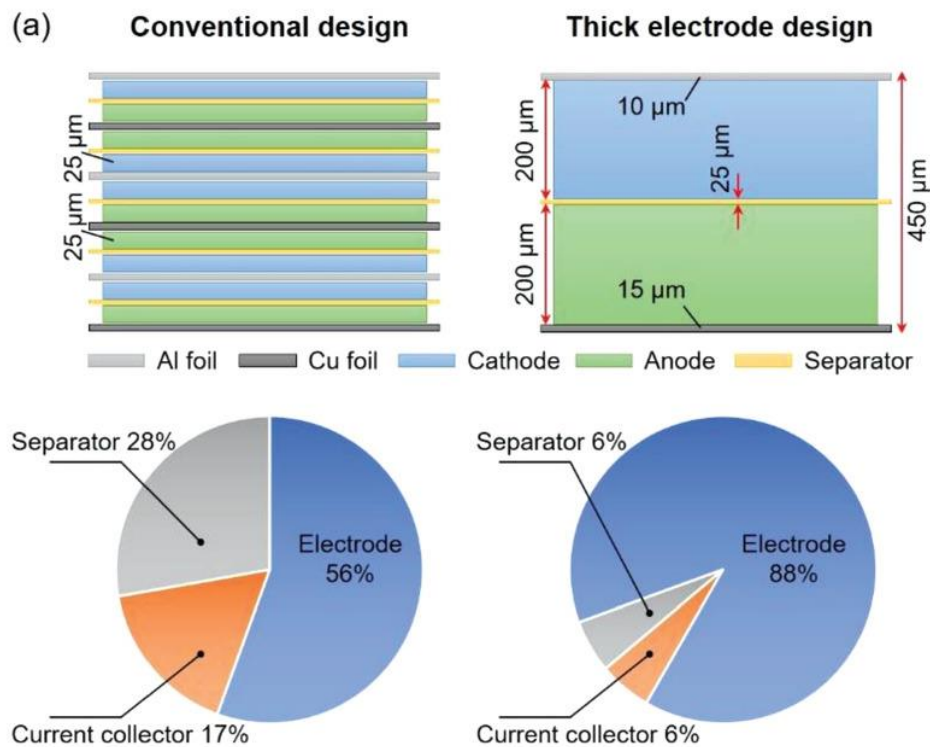 (a)
Conventional design
Thick electrode design
25 μm
25 μm
200 μm
200 μm
10 μm
25 μm
15 μm
450 μm
Al foil
Cu foil
Cathode
Anode
Separator
Separator 28%
Electrode
56%
Current collector 17%
Separator 6%
Electrode
88%
Current collector 6%